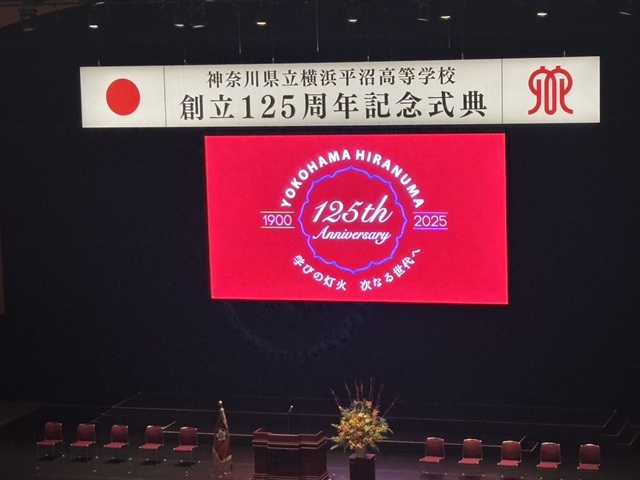 神奈川県立横浜平沼高等学校
創立125周年記念式典
YOKOHAMA HIRANUMA
1900
125th
Anniversary
2025
学びの灯火 次なる世代へ